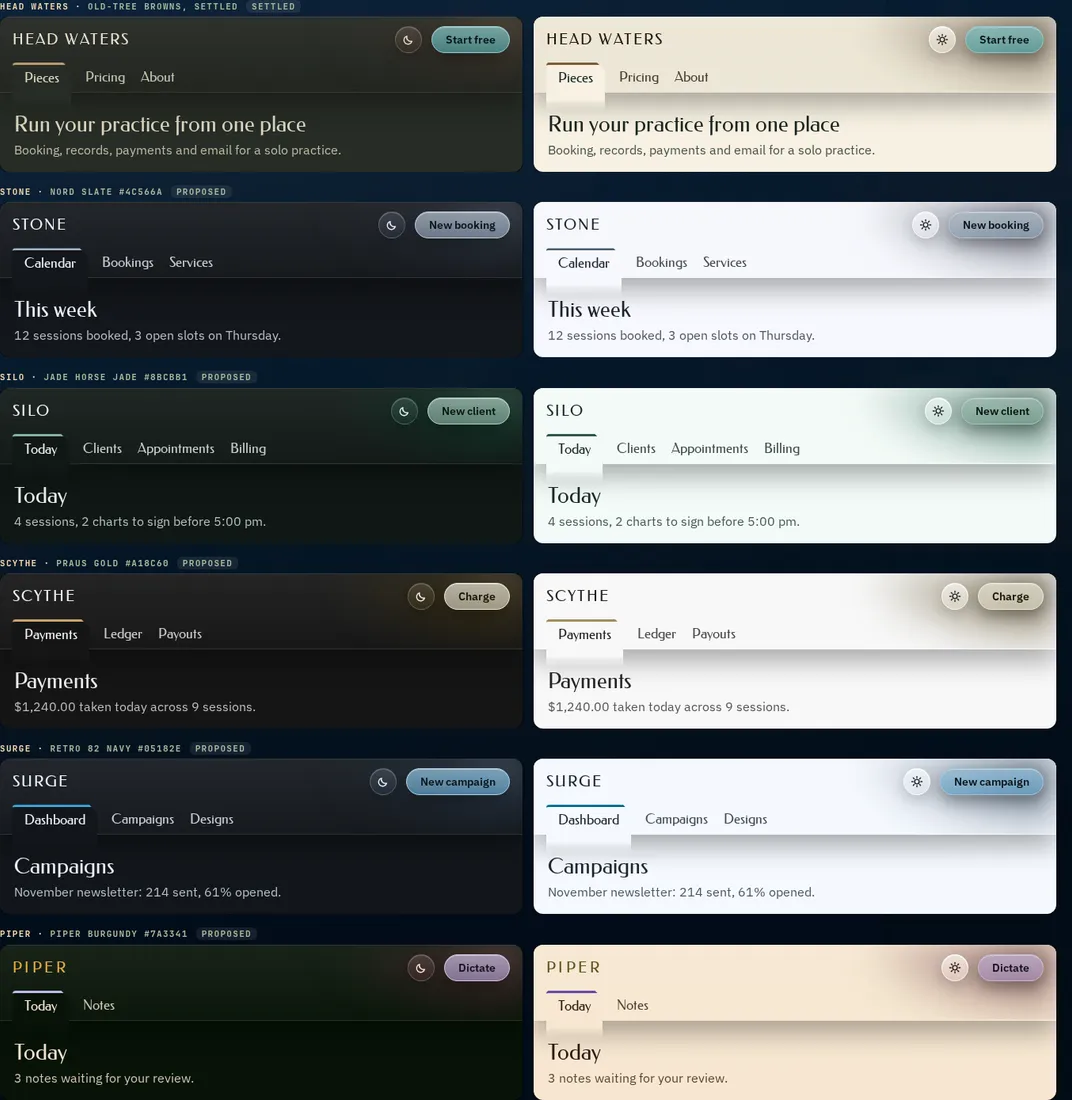 HEAD WATERS · OLD-TREE BROWNS, SETTLED SETTLED
HEAD WATERS Start free
Pieces Pricing About
Run your practice from one place
Booking, records, payments and email for a solo practice.
HEAD WATERS Start free
Pieces Pricing About
Run your practice from one place
Booking, records, payments and email for a solo practice.
STONE · NORD SLATE #4C566A PROPOSED
STONE New booking
Calendar Bookings Services
This week
12 sessions booked, 3 open slots on Thursday.
STONE New booking
Calendar Bookings Services
This week
12 sessions booked, 3 open slots on Thursday.
SILO · JADE HORSE JADE #8BCBB1 PROPOSED
SILO New client
Today Clients Appointments Billing
Today
4 sessions, 2 charts to sign before 5:00 pm.
SILO New client
Today Clients Appointments Billing
Today
4 sessions, 2 charts to sign before 5:00 pm.
SCYTHE · PRAUS GOLD #A18C60 PROPOSED
SCYTHE Charge
Payments Ledger Payouts
Payments
$1,240.00 taken today across 9 sessions.
SCYTHE Charge
Payments Ledger Payouts
Payments
$1,240.00 taken today across 9 sessions.
SURGE · RETRO 82 NAVY #05182E PROPOSED
SURGE New campaign
Dashboard Campaigns Designs
Campaigns
November newsletter: 214 sent, 61% opened.
SURGE New campaign
Dashboard Campaigns Designs
Campaigns
November newsletter: 214 sent, 61% opened.
PIPER · PIPER BURGUNDY #7A3341 PROPOSED
PIPER Dictate
Today Notes
Today
3 notes waiting for your review.
PIPER Dictate
Today Notes
Today
3 notes waiting for your review.